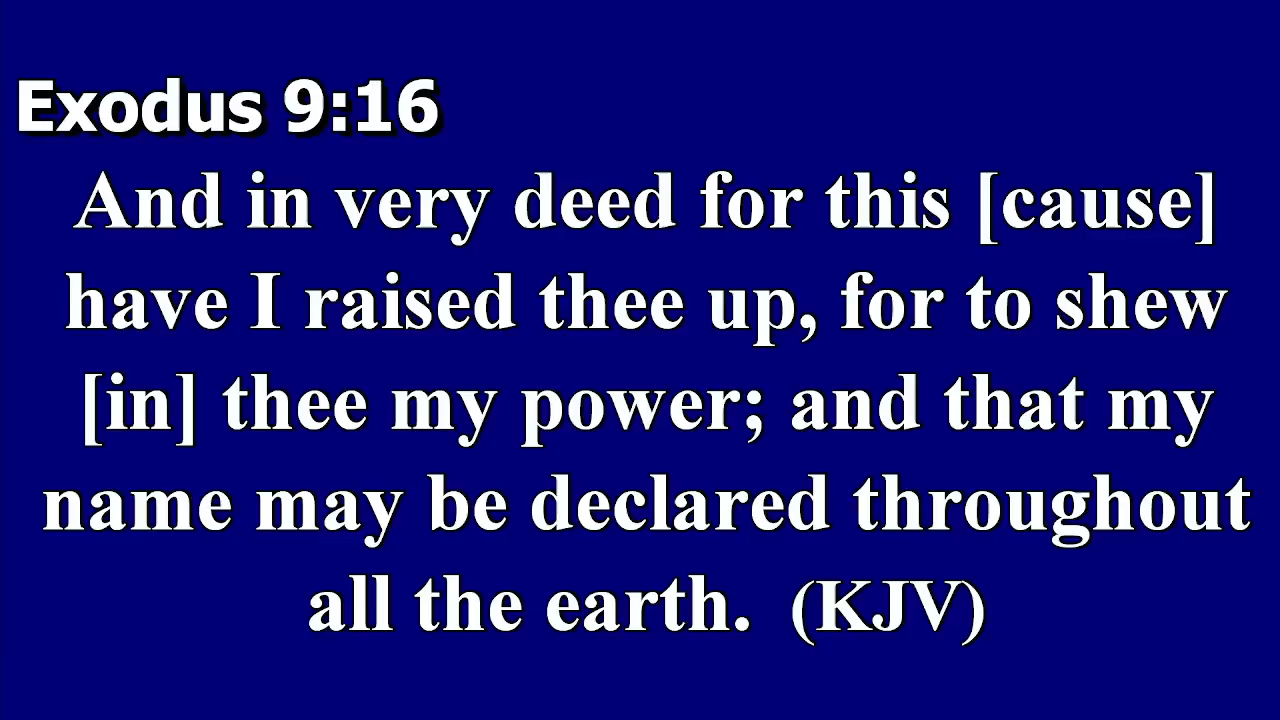 Exodus 9:16
And in very deed for this [cause]
have I raised thee up, for to shew
[in] thee my power; and that my
name may be declared throughout
all the earth. (KJV)